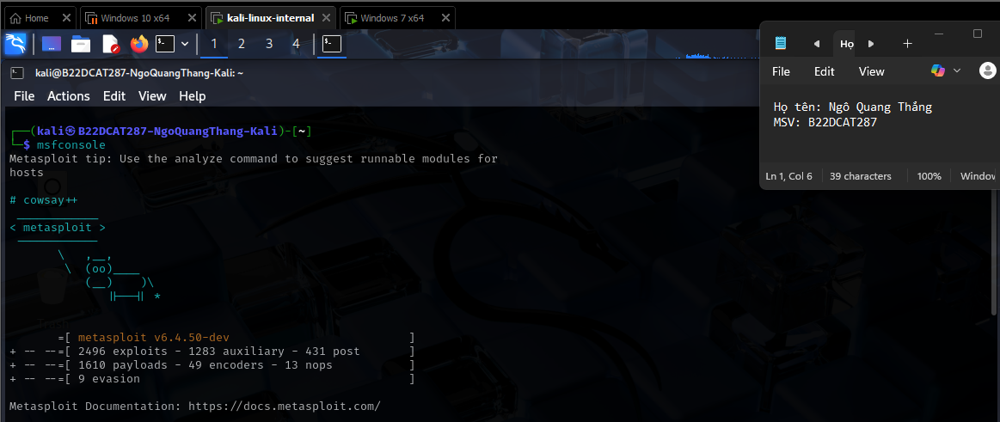 Home
Windows 10 x64
kali-linux-internal
Windows 7 x64
1 2 3 4
kali@B22DCAT287-NgoQuangThang-Kali: ~
File Actions Edit View Help
┌──(kali㉿B22DCAT287-NgoQuangThang-Kali)-[~]
└─$ msfconsole
Metasploit tip: Use the analyze command to suggest runnable modules for
hosts
# cowsay++
 ____________
< metasploit >
 ------------
       \   ,__,
        \  (oo)____
           (__)    )\
              ||--|| *
=[ metasploit v6.4.50-dev ]
+ -- --=[ 2496 exploits - 1283 auxiliary - 431 post ]
+ -- --=[ 1610 payloads - 49 encoders - 13 nops ]
+ -- --=[ 9 evasion ]
Metasploit Documentation: https://docs.metasploit.com/
Họ
File Edit View
Họ tên: Ngô Quang Thắng
MSV: B22DCAT287
Ln 1, Col 6 39 characters 100% Window